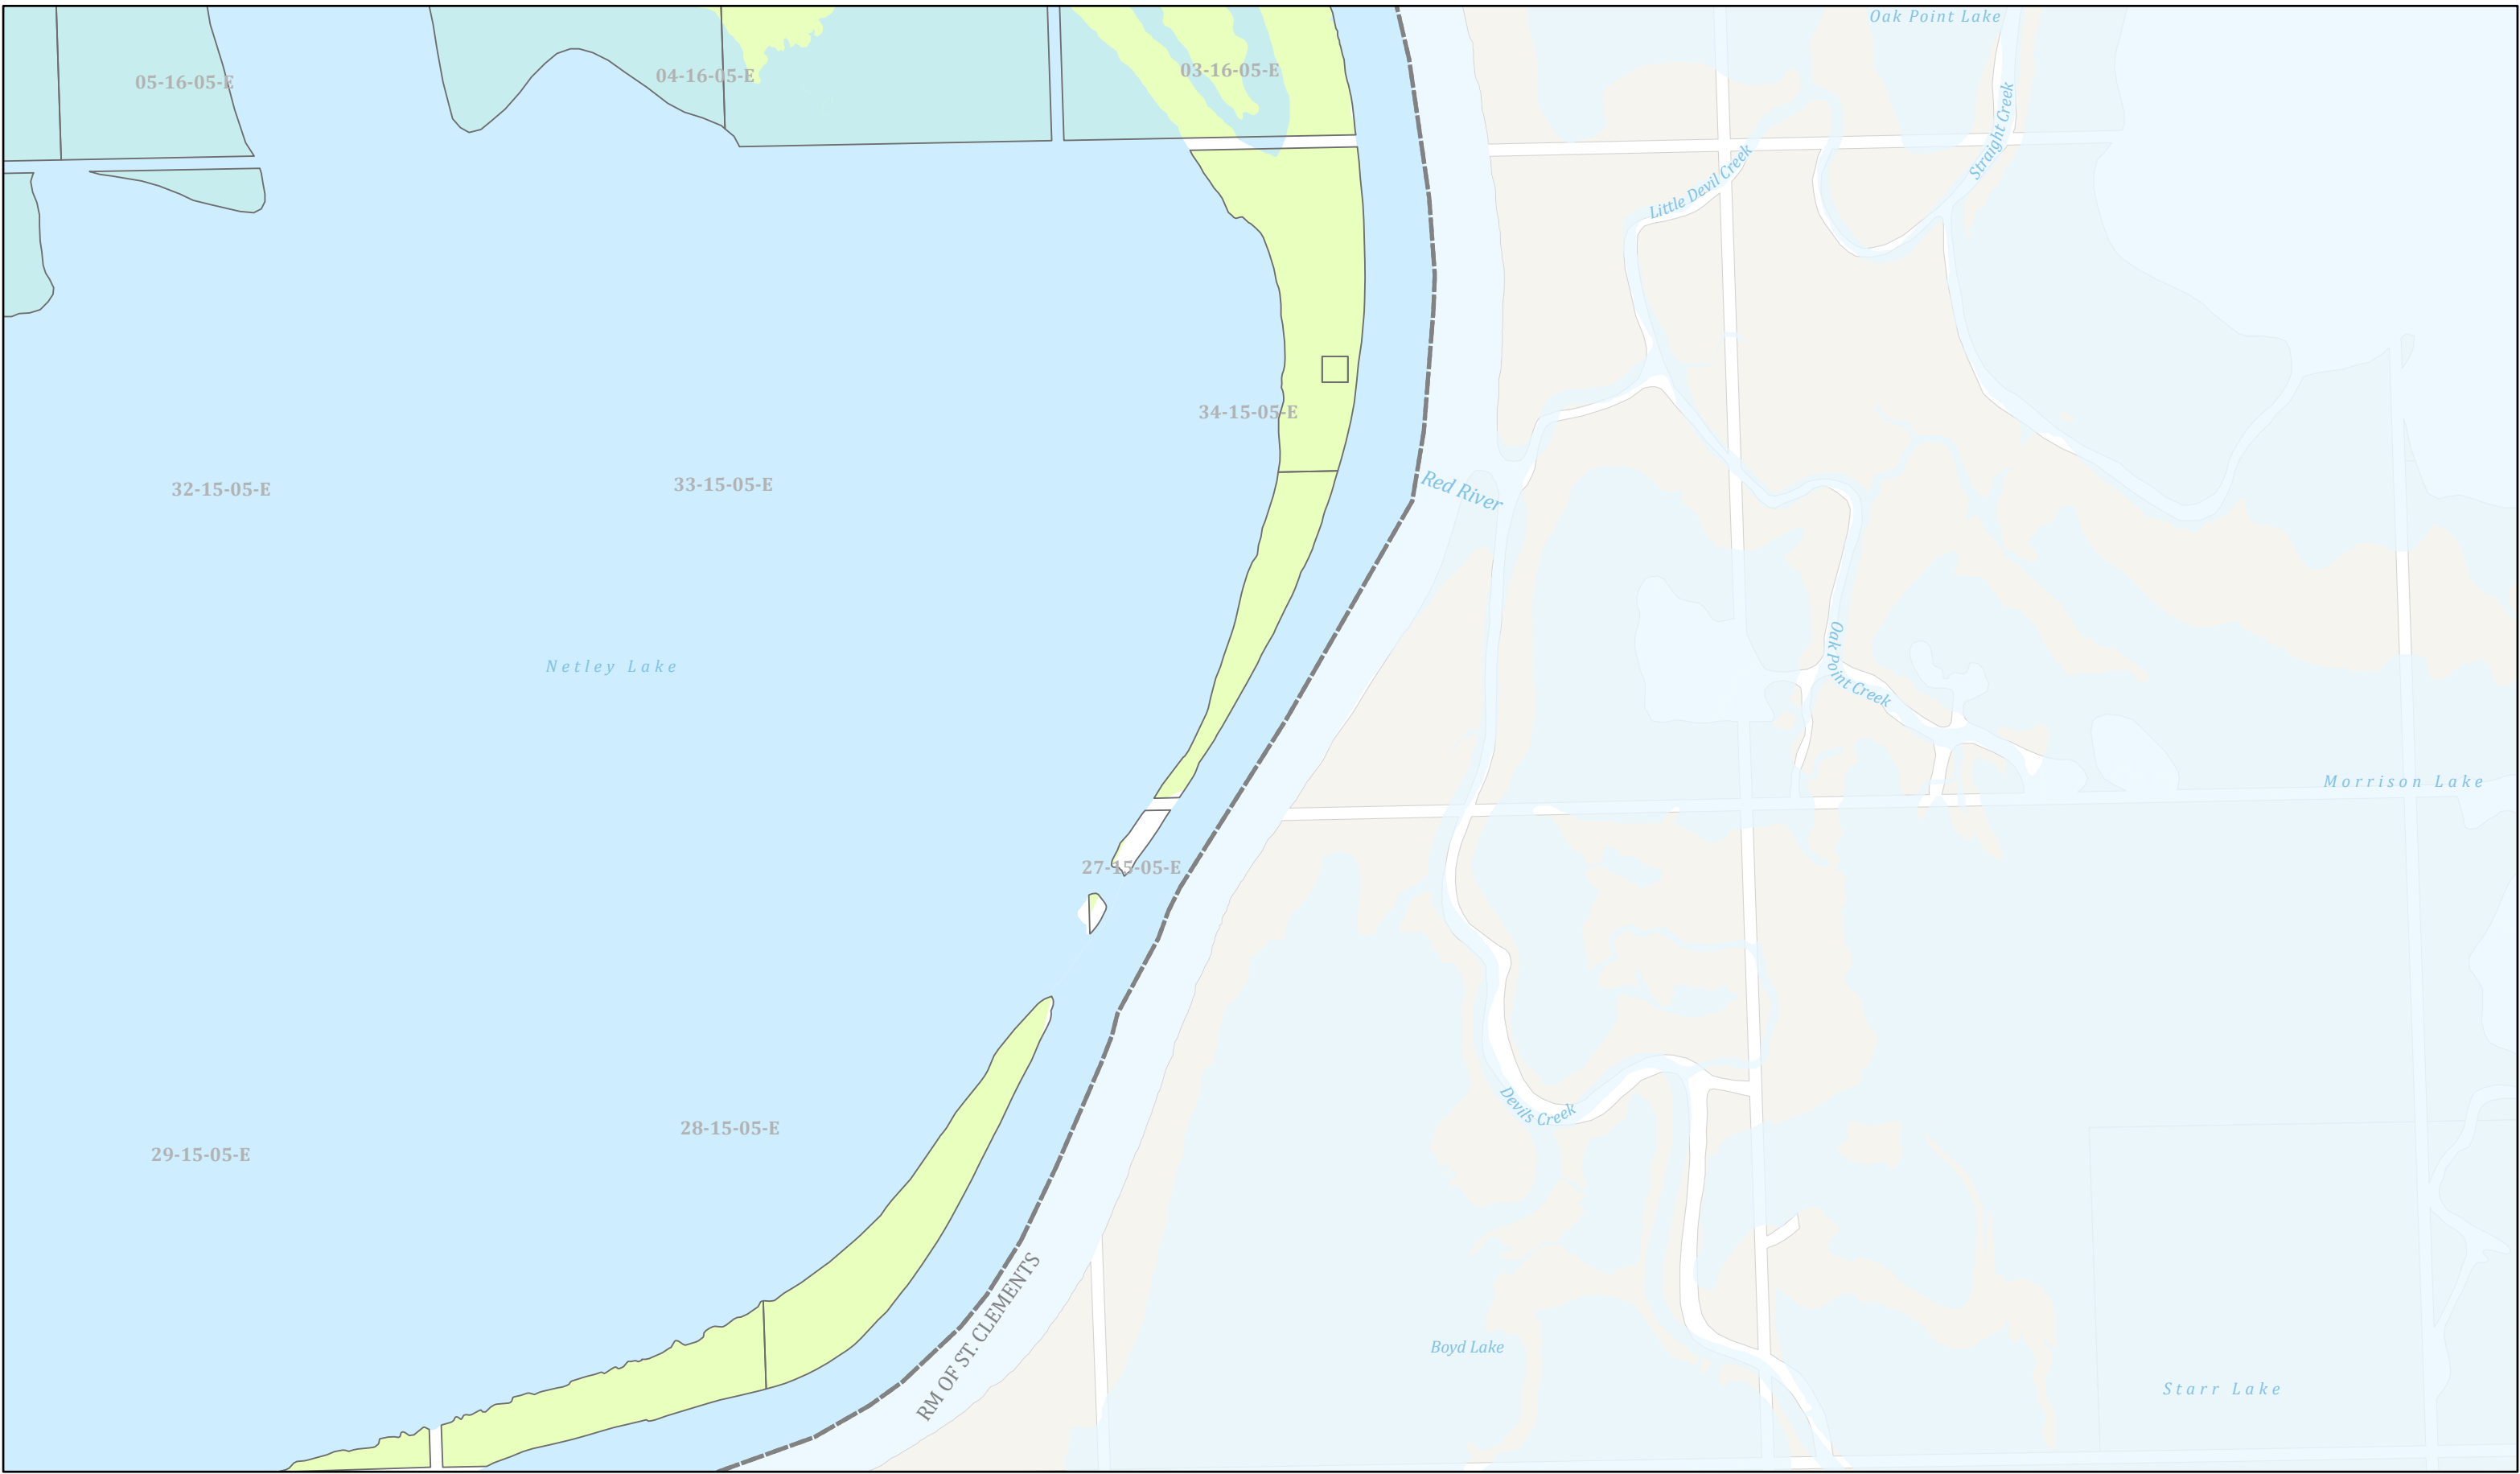 Oak Point Lake
05-16-05-E
04-16-05-E
03-16-05-E
Straight Creek
Little Devil Creek
34-15-05-E
32-15-05-E
33-15-05-E
Red River
Netley Lake
Oak Point Creek
Morrison Lake
27-15-05-E
Devils Creek
28-15-05-E
29-15-05-E
RM OF ST. CLEMENTS
Boyd Lake
Starr Lake